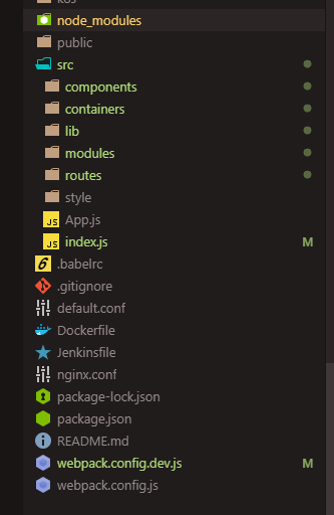 node_modules
public
src
components
containers
lib
modules
routes
style
JS App.js
JS index.js M
6 .babelrc
.gitignore
default.conf
Dockerfile
Jenkinsfile
nginx.conf
package-lock.json
package.json
README.md
webpack.config.dev.js M
webpack.config.js